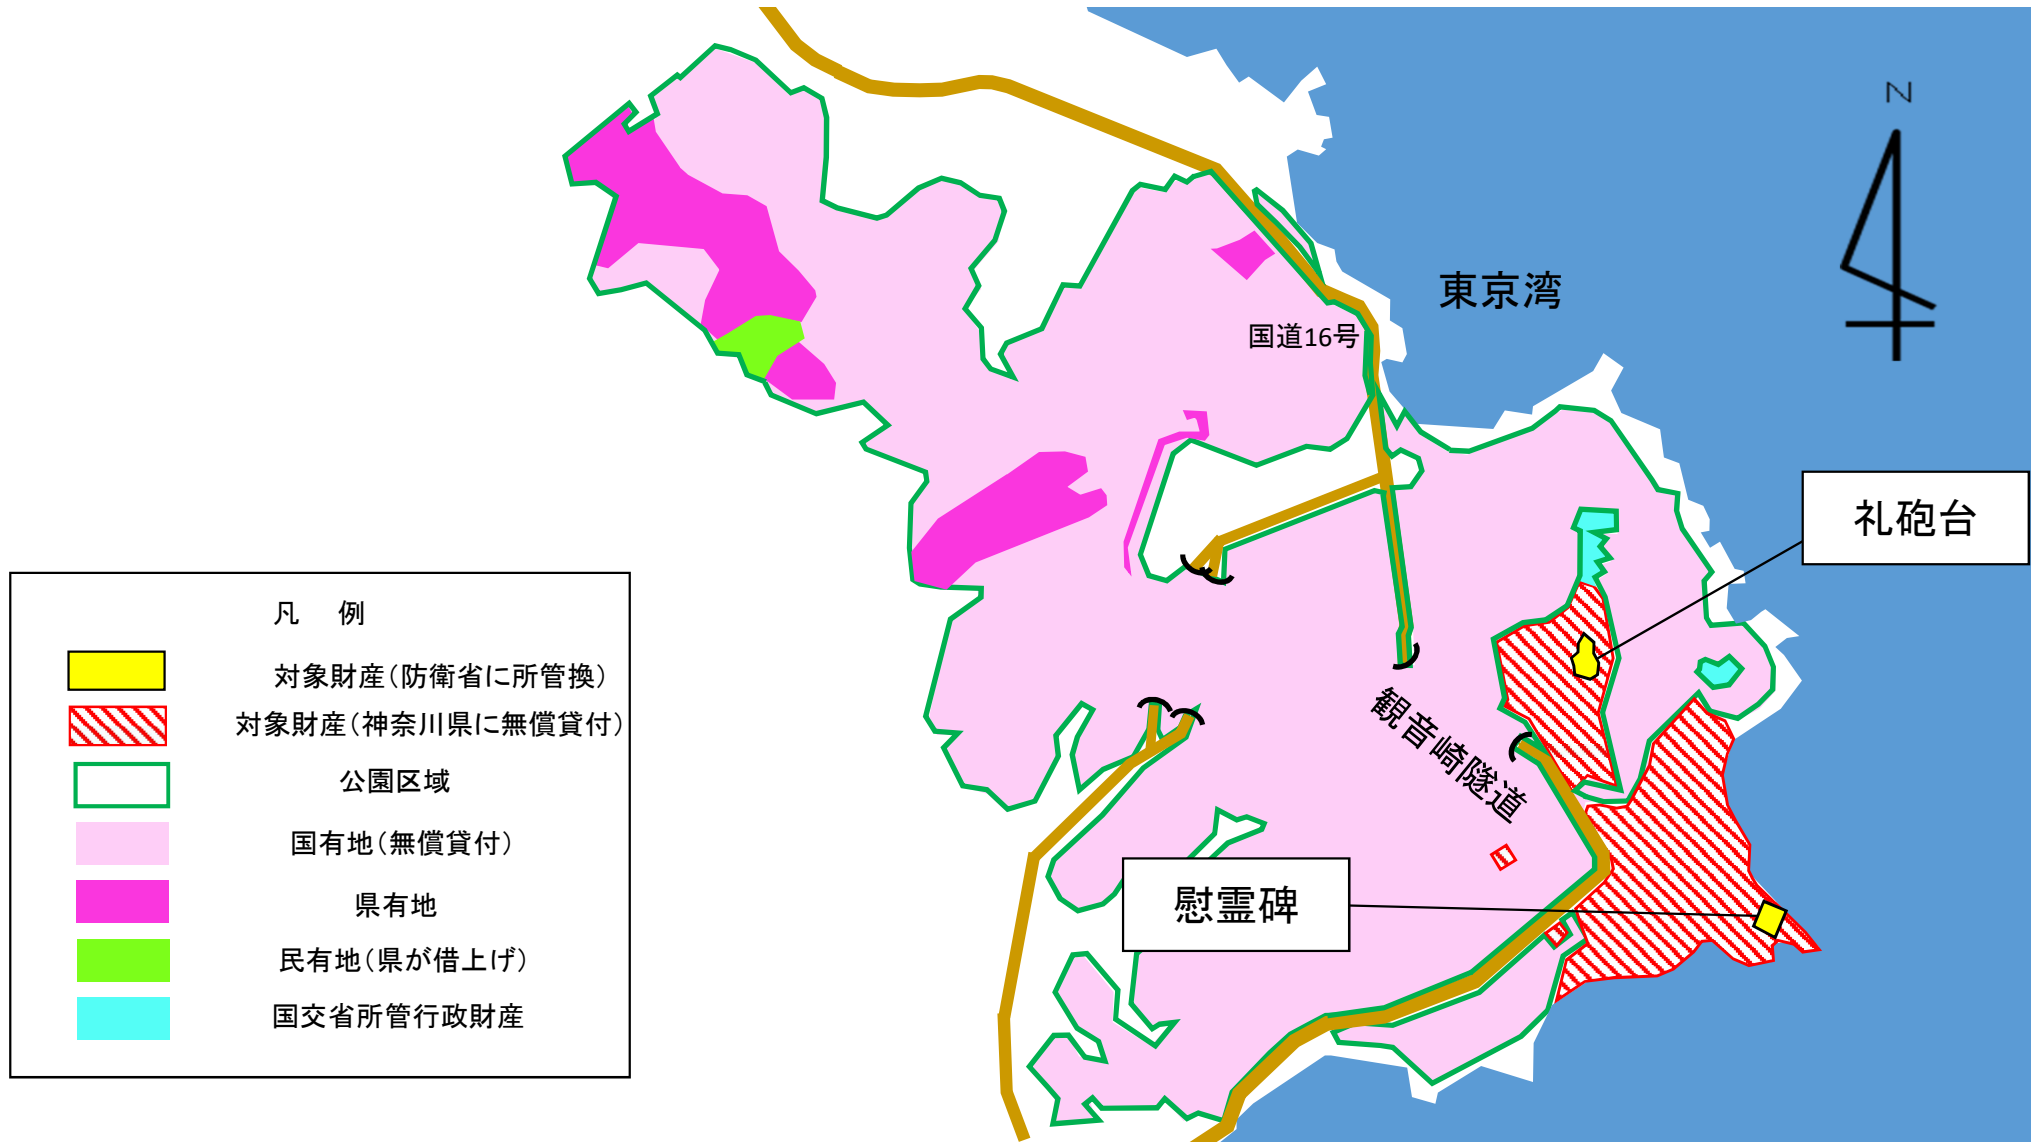 N
東京湾
国道16号
礼砲台
観音崎隧道
慰霊碑
凡 例
対象財産(防衛省に所管換)
対象財産(神奈川県に無償貸付)
公園区域
国有地(無償貸付)
県有地
民有地(県が借上げ)
国交省所管行政財産